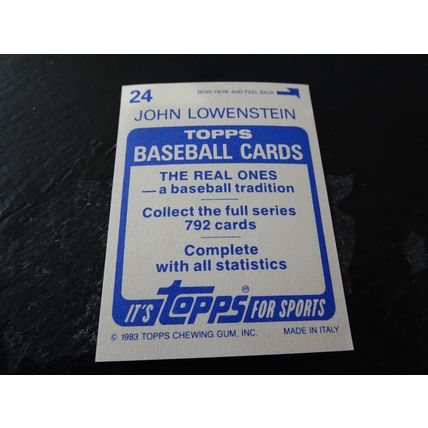 24 BEND HERE AND PEEL BACK
JOHN LOWENSTEIN
TOPPS
BASEBALL CARDS
THE REAL ONES
— a baseball tradition
Collect the full series
792 cards
Complete
with all statistics
IT'S Topps® FOR SPORTS
© 1983 TOPPS CHEWING GUM, INC. MADE IN ITALY